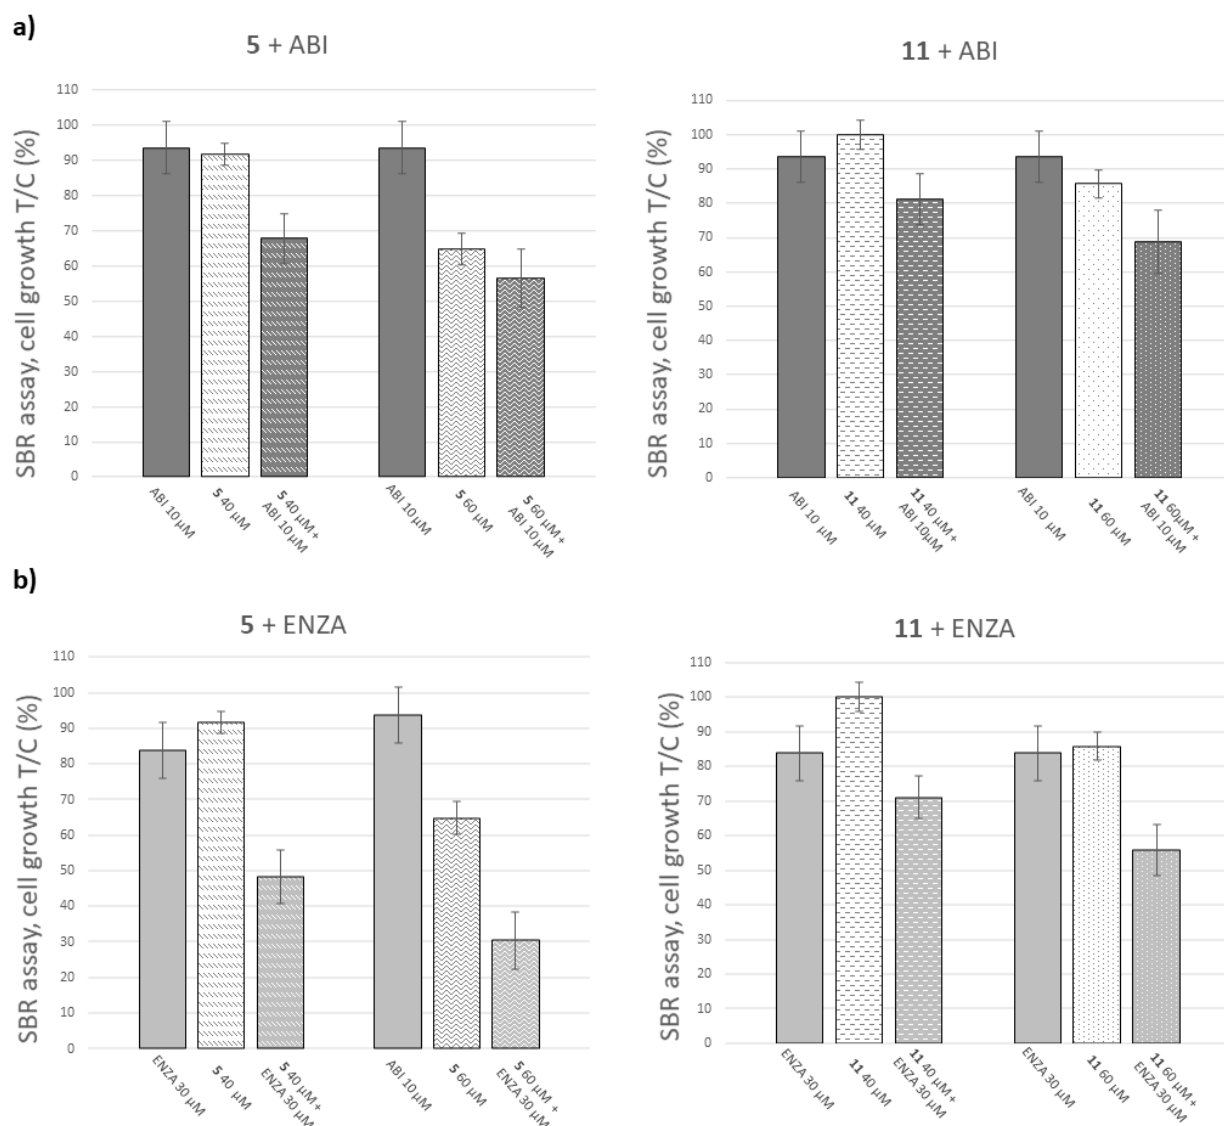 a)
5 + ABI
SBR assay, cell growth T/C (%)
110
100
90
80
70
60
50
40
30
20
10
0
ABI 10 µM
5 40 µM
5 40 µM +
ABI 10 µM
ABI 10 µM
5 60 µM
5 60 µM +
ABI 10 µM
11 + ABI
SBR assay, cell growth T/C (%)
110
100
90
80
70
60
50
40
30
20
10
0
ABI 10 µM
11 40 µM
11 40 µM +
ABI 10µM
ABI 10 µM
11 60 µM
11 60µM +
ABI 10 µM
b)
5 + ENZA
SBR assay, cell growth T/C (%)
110
100
90
80
70
60
50
40
30
20
10
0
ENZA 30 µM
5 40 µM
5 40 µM +
ENZA 30 µM
ABI 10 µM
5 60 µM
5 60 µM +
ENZA 30 µM
11 + ENZA
SBR assay, cell growth T/C (%)
110
100
90
80
70
60
50
40
30
20
10
0
ENZA 30 µM
11 40 µM
11 40 µM +
ENZA 30 µM
ENZA 30 µM
11 60 µM
11 60 µM +
ENZA 30 µM